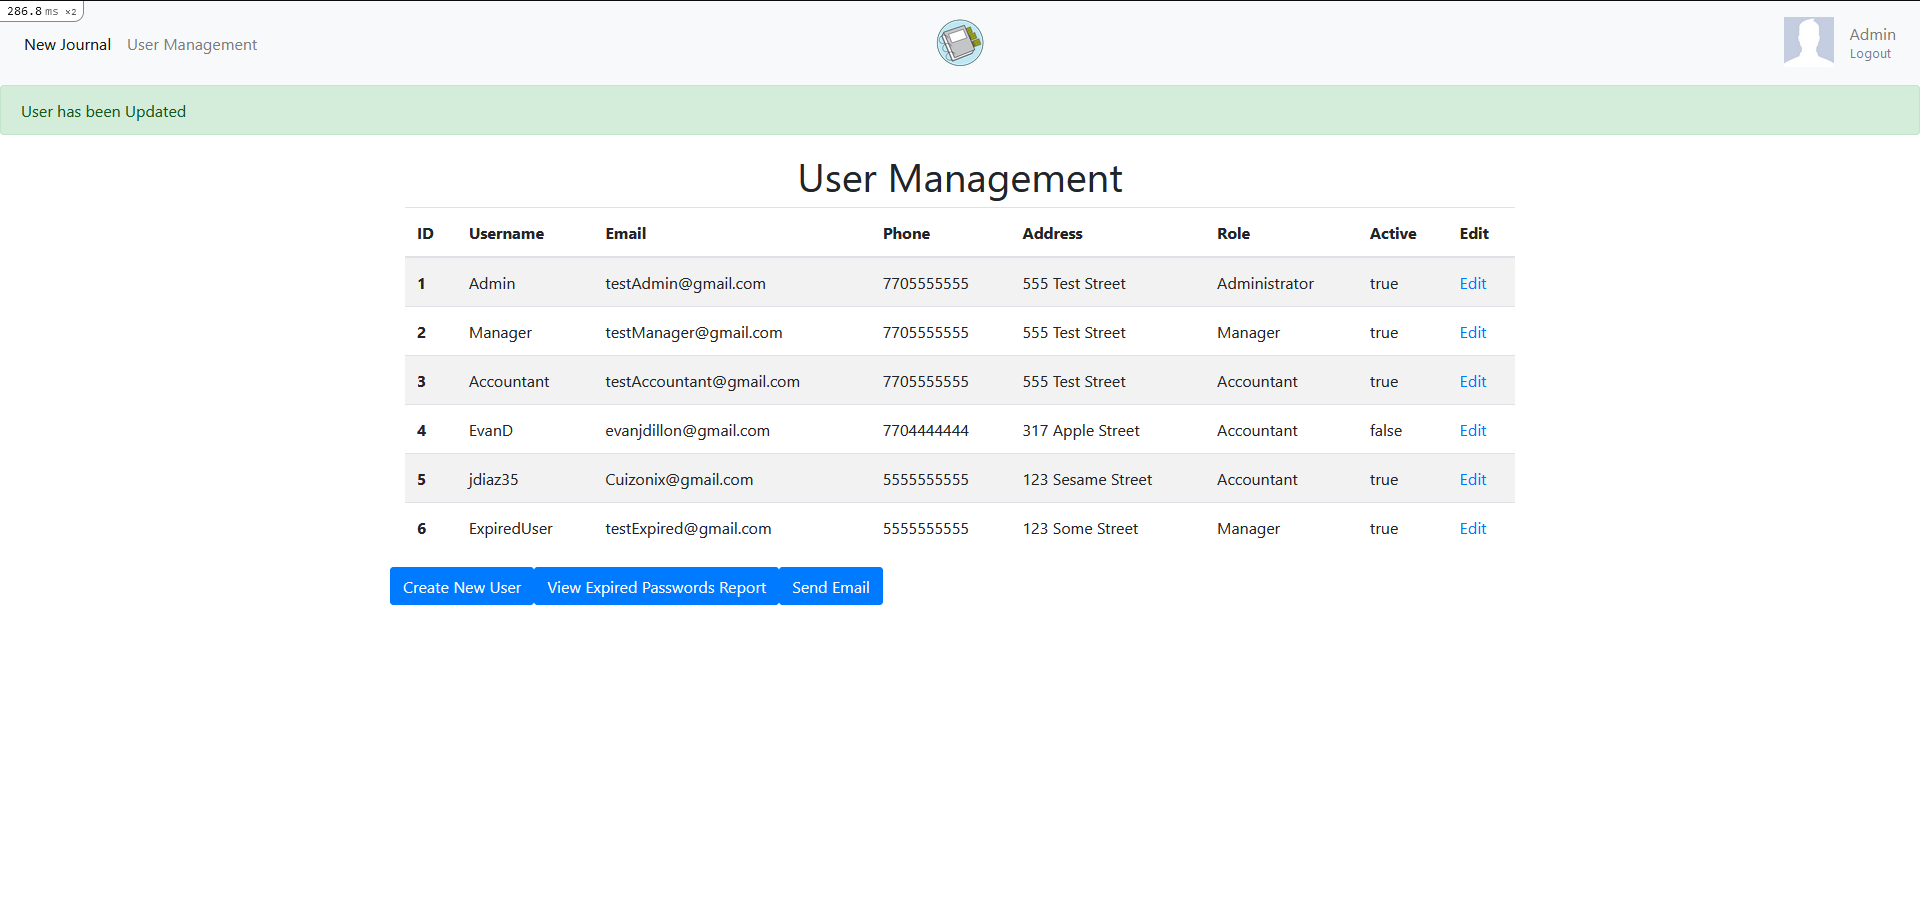 286.8 ms ×2
New Journal User Management
Admin
Logout
User has been Updated
User Management
ID Username Email Phone Address Role Active Edit
1 Admin testAdmin@gmail.com 7705555555 555 Test Street Administrator true Edit
2 Manager testManager@gmail.com 7705555555 555 Test Street Manager true Edit
3 Accountant testAccountant@gmail.com 7705555555 555 Test Street Accountant true Edit
4 EvanD evanjdillon@gmail.com 7704444444 317 Apple Street Accountant false Edit
5 jdiaz35 Cuizonix@gmail.com 5555555555 123 Sesame Street Accountant true Edit
6 ExpiredUser testExpired@gmail.com 5555555555 123 Some Street Manager true Edit
Create New User View Expired Passwords Report Send Email